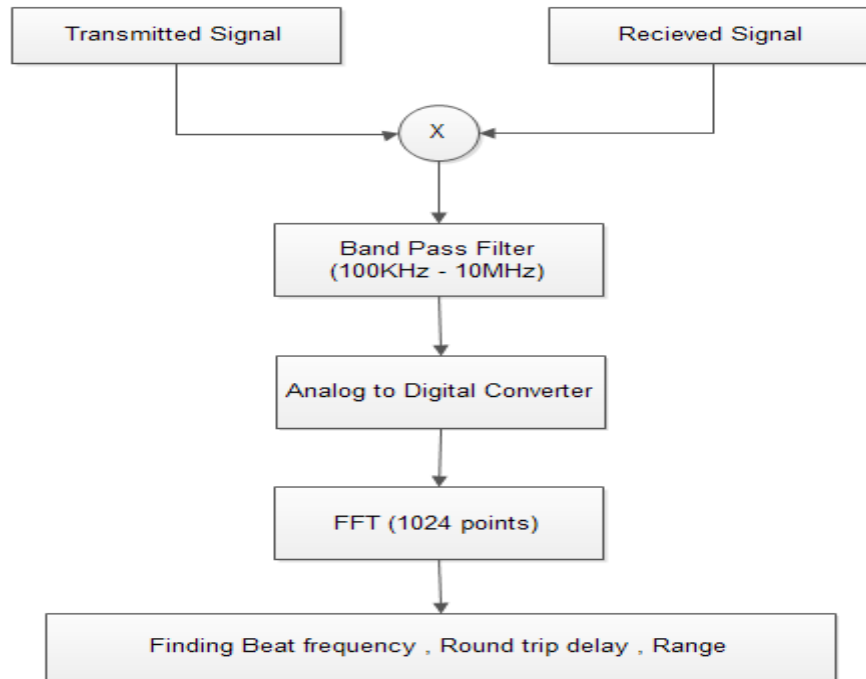 Transmitted Signal
Recieved Signal
X
Band Pass Filter
(100KHz - 10MHz)
Analog to Digital Converter
FFT (1024 points)
Finding Beat frequency , Round trip delay , Range